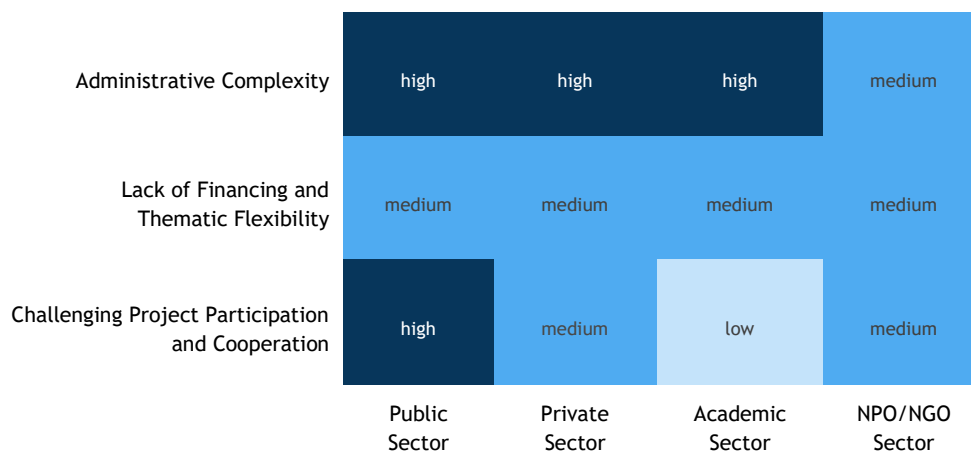 Administrative Complexity
high
high
high
medium
Lack of Financing and
Thematic Flexibility
medium
medium
medium
medium
Challenging Project Participation
and Cooperation
high
medium
low
medium
Public
Sector
Private
Sector
Academic
Sector
NPO/NGO
Sector